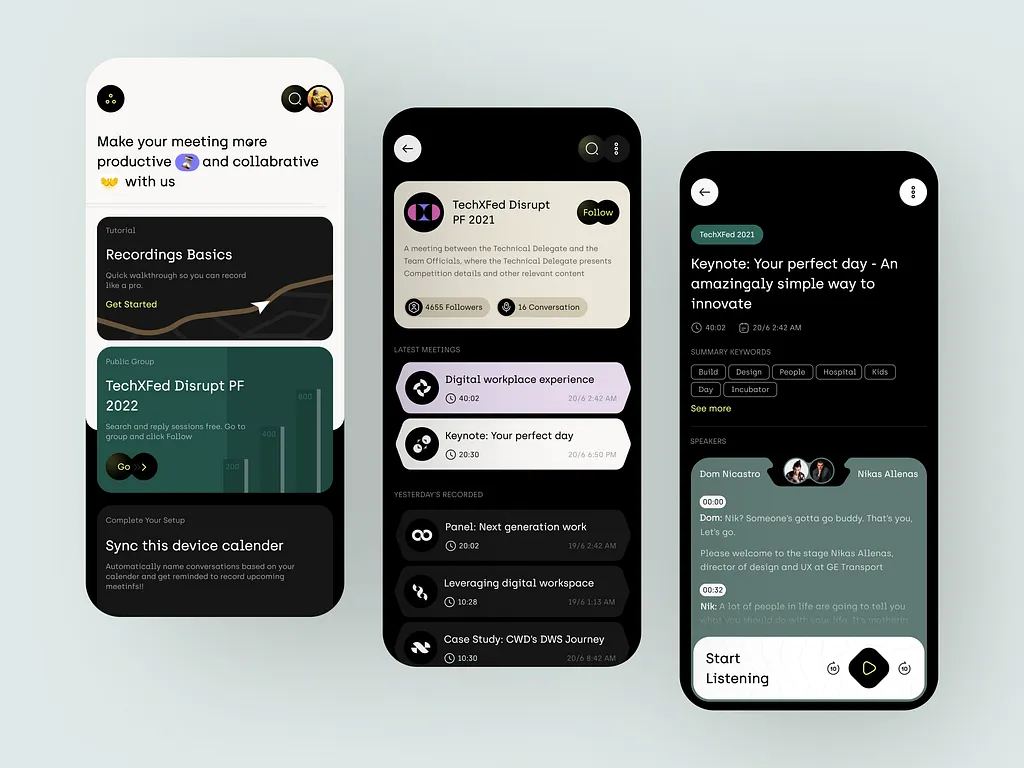 Make your meeting more
productive and collabrative
with us
Tutorial
Recordings Basics
Quick walkthrough so you can record
like a pro.
Get Started
Public Group
TechXFed Disrupt PF
2022
Search and reply sessions free. Go to
group and click Follow
Go
200
400
800
Complete Your Setup
Sync this device calender
Automatically name conversations based on your
calender and get reminded to record upcoming
meetinfs!!
TechXFed Disrupt
PF 2021
Follow
A meeting between the Technical Delegate and the
Team Officials, where the Technical Delegate presents
Competition details and other relevant content
4655 Followers
16 Conversation
LATEST MEETINGS
Digital workplace experience
40:02
20/6 2:42 AM
Keynote: Your perfect day
20:30
20/6 6:50 PM
YESTERDAY'S RECORDED
Panel: Next generation work
20:02
19/6 2:42 AM
Leveraging digital workspace
10:28
19/6 1:13 AM
Case Study: CWD's DWS Journey
10:30
20/6 8:42 AM
TechXFed 2021
Keynote: Your perfect day - An
amazingaly simple way to
innovate
40:02
20/6 2:42 AM
SUMMARY KEYWORDS
Build Design People Hospital Kids
Day Incubator
See more
SPEAKERS
Dom Nicastro
Nikas Allenas
00:00
Dom: Nik? Someone's gotta go buddy. That's you,
Let's go.
Please welcome to the stage Nikas Allenas,
director of design and UX at GE Transport
00:32
Nik: A lot of people in life are going to tell you
what you should do with your life. It's
Start
Listening
10
10